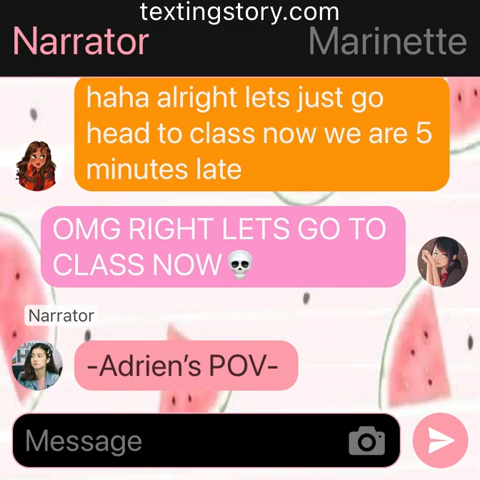 textingstory.com
Narrator
Marinette
haha alright lets just go
head to class now we are 5
minutes late
OMG RIGHT LETS GO TO
CLASS NOW💀
Narrator
-Adrien’s POV-
Message